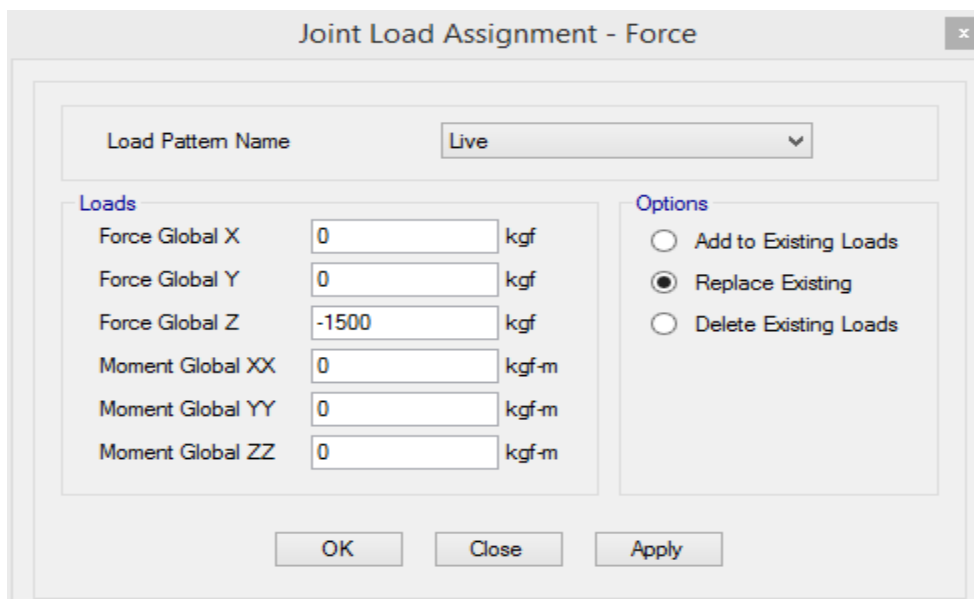 Joint Load Assignment - Force
x
Load Pattern Name Live
Loads
Force Global X 0 kgf
Force Global Y 0 kgf
Force Global Z -1500 kgf
Moment Global XX 0 kgf-m
Moment Global YY 0 kgf-m
Moment Global ZZ 0 kgf-m
Options
Add to Existing Loads
Replace Existing
Delete Existing Loads
OK Close Apply